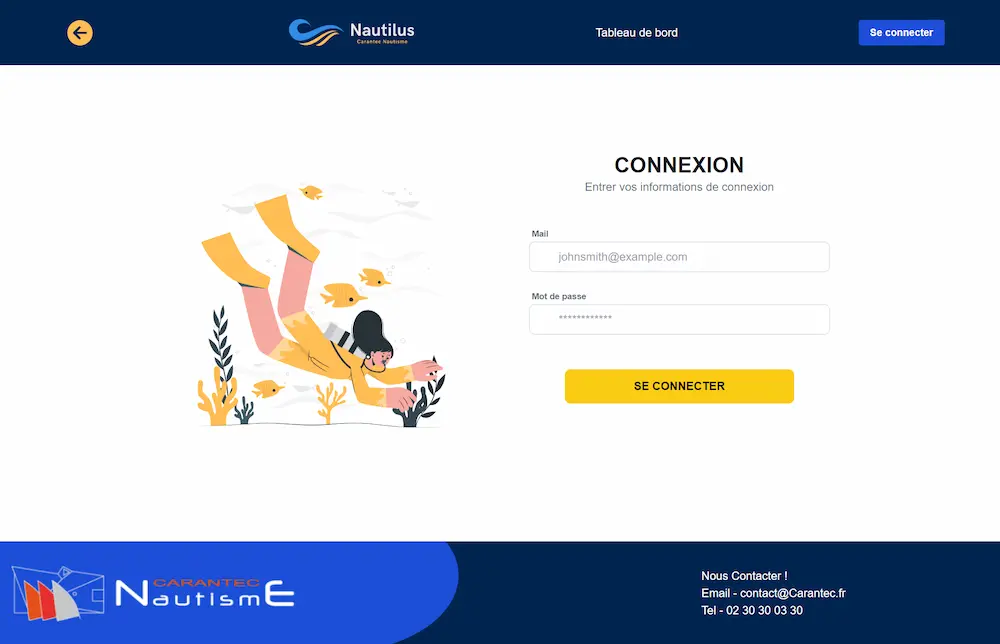 Nautilus
Carantec Nautisme
Tableau de bord
Se connecter
CONNEXION
Entrer vos informations de connexion
Mail
johnsmith@example.com
Mot de passe
************
SE CONNECTER
CARANTEC
NautismE
Nous Contacter !
Email - contact@Carantec.fr
Tel - 02 30 30 03 30